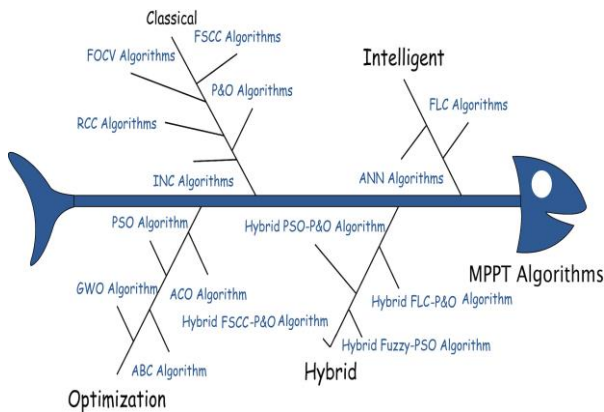 Classical
FSCC Algorithms
FOCV Algorithms
P&O Algorithms
RCC Algorithms
INC Algorithms
Intelligent
FLC Algorithms
ANN Algorithms
MPPT Algorithms
PSO Algorithm
ACO Algorithm
GWO Algorithm
ABC Algorithm
Optimization
Hybrid PSO-P&O Algorithm
Hybrid FLC-P&O Algorithm
Hybrid FSCC-P&O Algorithm
Hybrid Fuzzy-PSO Algorithm
Hybrid